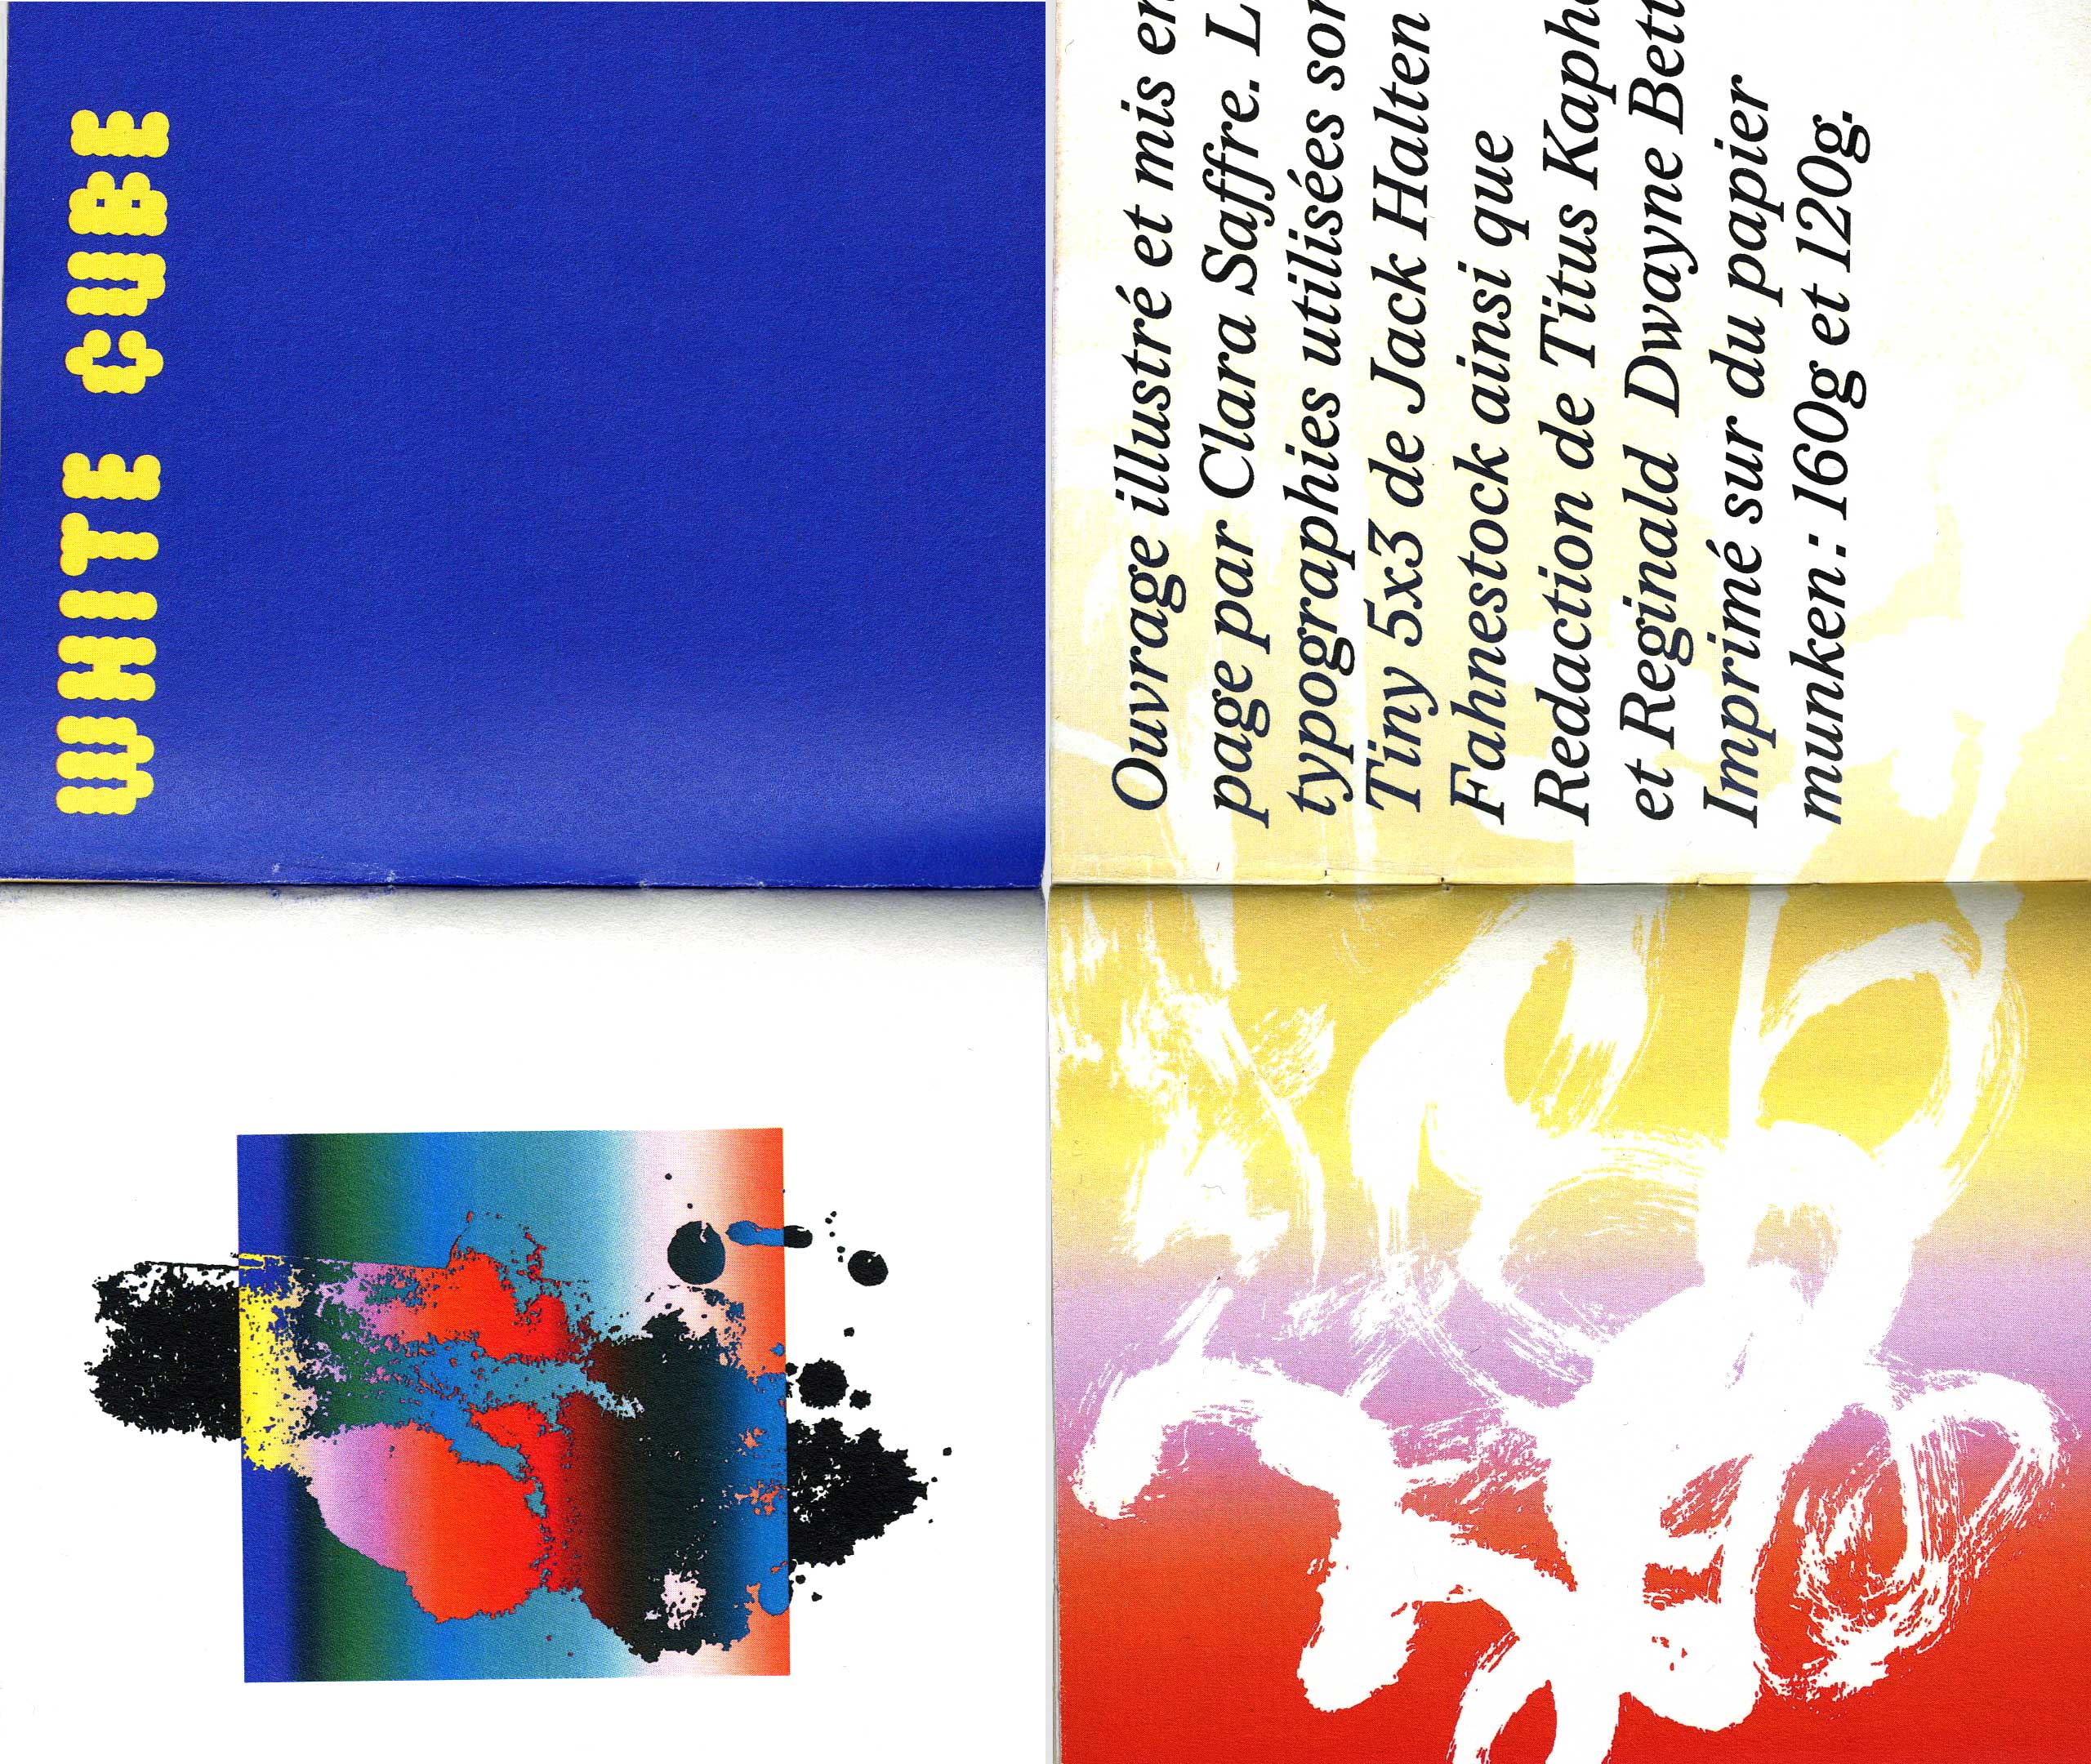 WHITE CUBE
Ouvrage illustré et mis en
page par Clara Saffre. L
typographies utilisées
Tiny 5x3 de Jack Halten
Fahnestock ainsi que
Redaction de Titus
et Reginald Dwayne
Imprimé sur du papier
munken : 160g et 120g.